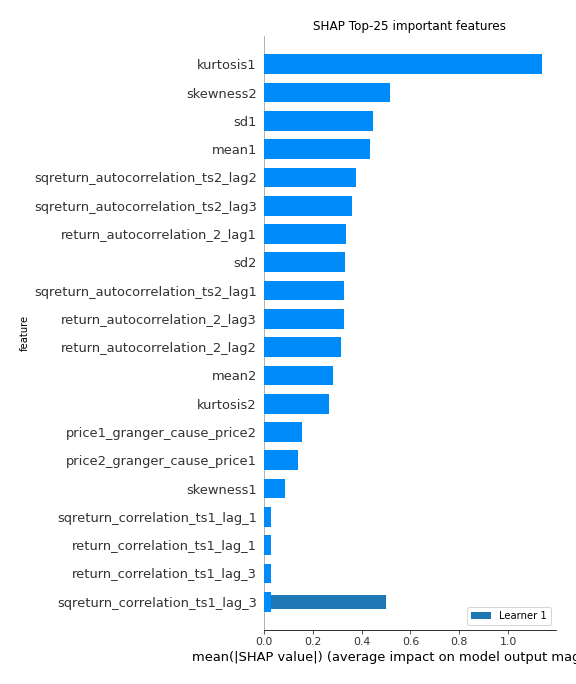 SHAP Top-25 important features
kurtosis1
skewness2
sd1
mean1
sqreturn_autocorrelation_ts2_lag2
sqreturn_autocorrelation_ts2_lag3
return_autocorrelation_2_lag1
sd2
sqreturn_autocorrelation_ts2_lag1
return_autocorrelation_2_lag3
return_autocorrelation_2_lag2
mean2
kurtosis2
price1_granger_cause_price2
price2_granger_cause_price1
skewness1
sqreturn_correlation_ts1_lag_1
return_correlation_ts1_lag_1
return_correlation_ts1_lag_3
sqreturn_correlation_ts1_lag_3
feature
Learner 1
0.0 0.2 0.4 0.6 0.8 1.0
mean(|SHAP value|) (average impact on model output mag